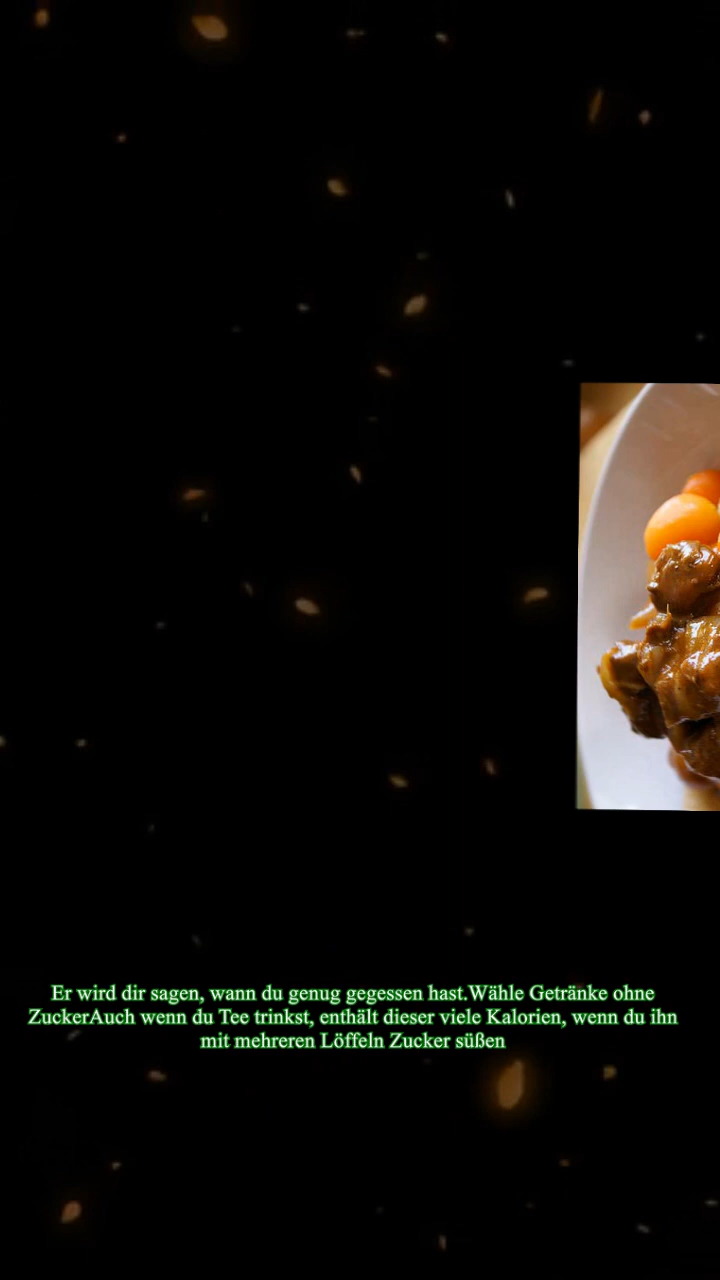 Er wird dir sagen, wann du genug gegessen hast.Wähle Getränke ohne
ZuckerAuch wenn du Tee trinkst, enthält dieser viele Kalorien, wenn du ihn
mit mehreren Löffeln Zucker süßen